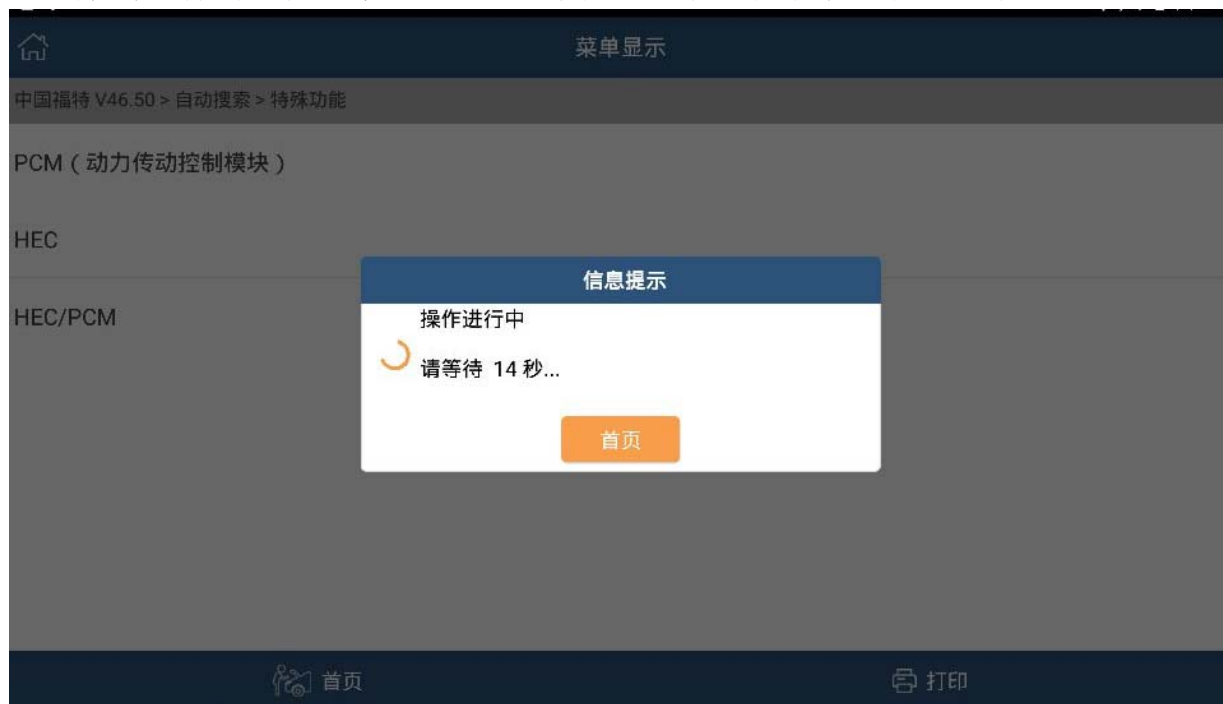 菜单显示
中国福特 V46.50 > 自动搜索 > 特殊功能
PCM ( 动力传动控制模块 )
HEC
信息提示
HEC/PCM
操作进行中
请等待 14 秒...
首页
首页
打印